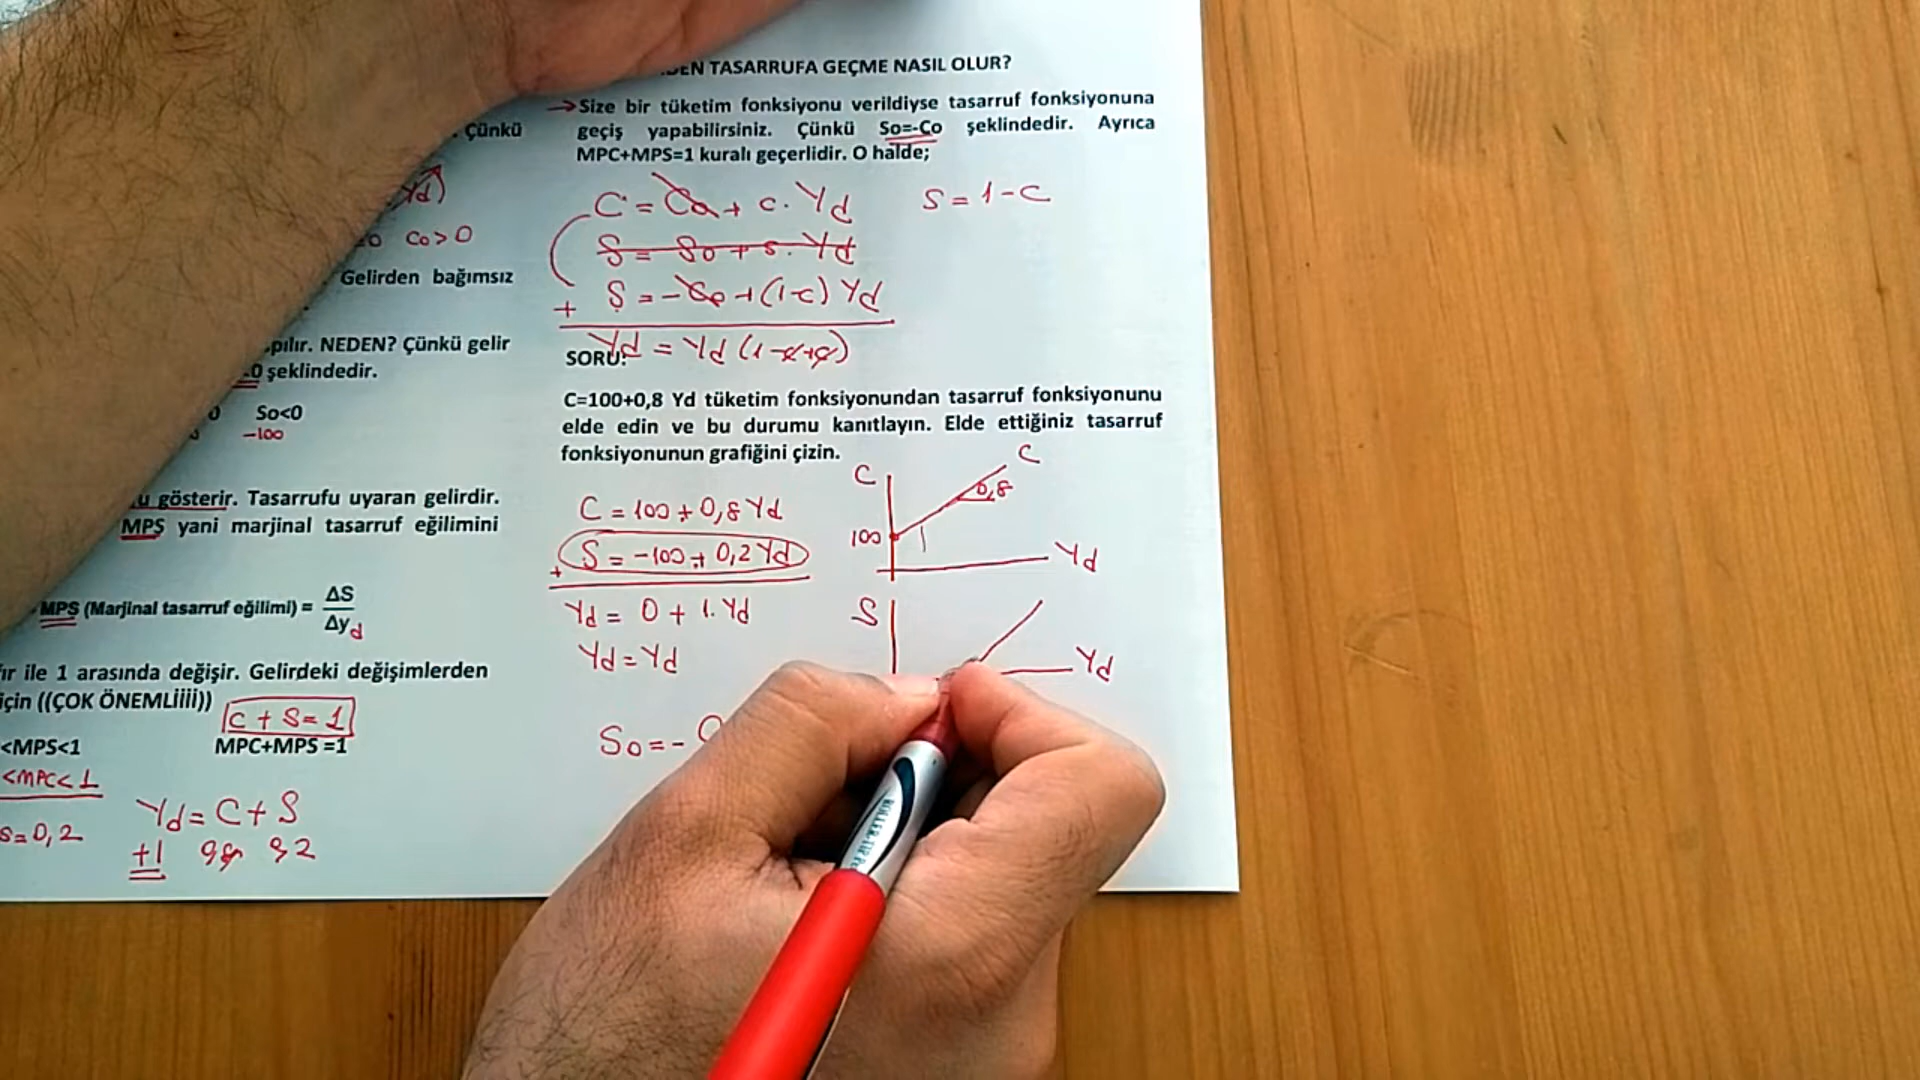 Çünkü
Yd)
Co>0
Gelirden bağımsız
NEDEN? Çünkü gelir
şeklindedir.
So<0
-100
gösterir. Tasarrufu uyaran gelirdir.
MPS yani marjinal tasarruf eğilimini
MPS (Marjinal tasarruf eğilimi) = ΔS
Δyd
ile 1 arasında değişir. Gelirdeki değişimlerden
için ((ÇOK ÖNEMLİİİİ))
C + S = 1
<MPS<1 MPC+MPS =1
<MPC<1
Yd = C + S
S=0,2
+1
TASARRUFA GEÇME NASIL OLUR?
→Size bir tüketim fonksiyonu verildiyse tasarruf fonksiyonuna
geçiş yapabilirsiniz. Çünkü So=-Co şeklindedir. Ayrıca
MPC+MPS=1 kuralı geçerlidir. O halde;
C = Co + c. Yd S = 1-C
S = So + s. Yd
+ S = -Co + (1-c) Yd
Yd = Yd (1-c+c)
SORU:
C=100+0,8 Yd tüketim fonksiyonundan tasarruf fonksiyonunu
elde edin ve bu durumu kanıtlayın. Elde ettiğiniz tasarruf
fonksiyonunun grafiğini çizin.
C = 100 + 0,8 Yd
+ S = -100 + 0,2 Yd
Yd = 0 + 1. Yd
Yd = Yd
So = -
C
C
0,8
100
Yd
S
Yd
ROLLER-TIP